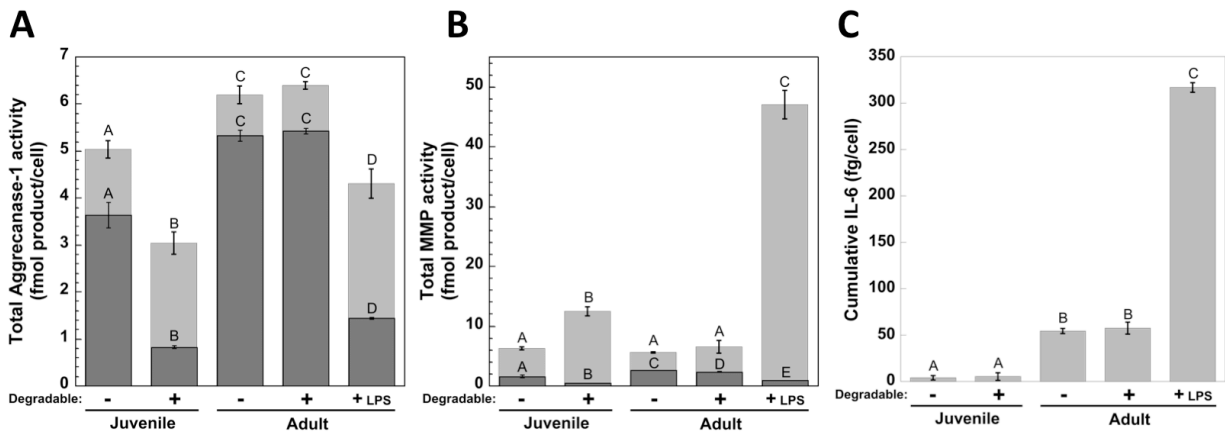 A
Total Aggrecanase-1 activity
(fmol product/cell)
7
6
5
4
3
2
1
0
A
A
B
B
C
C
C
C
D
D
Degradable:
-
+
-
+
+ LPS
Juvenile
Adult
B
Total MMP activity
(fmol product/cell)
50
40
30
20
10
0
A
A
B
B
A
C
A
D
C
E
Degradable:
-
+
-
+
+ LPS
Juvenile
Adult
C
Cumulative IL-6 (fg/cell)
350
300
250
200
150
100
50
0
A
A
B
B
C
Degradable:
-
+
-
+
+ LPS
Juvenile
Adult